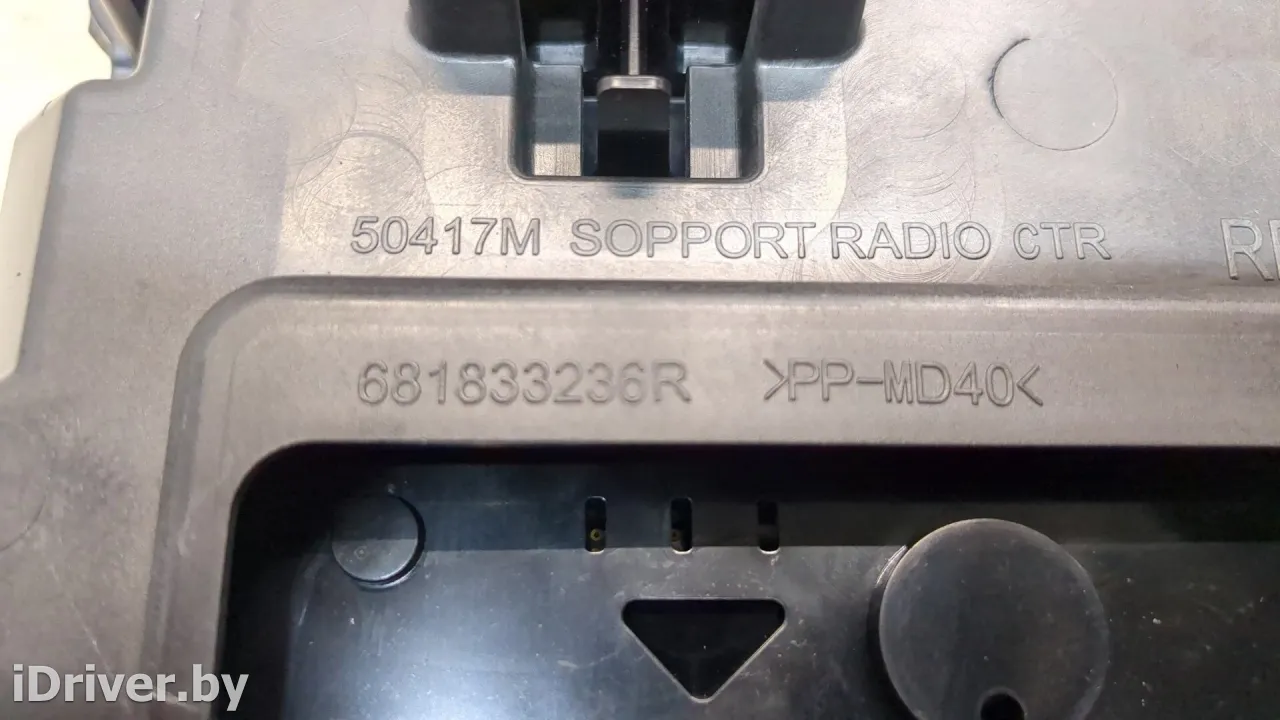 50417M SOPPORT RADIO CTR
681833236R >PP-MD40<
iDriver.by